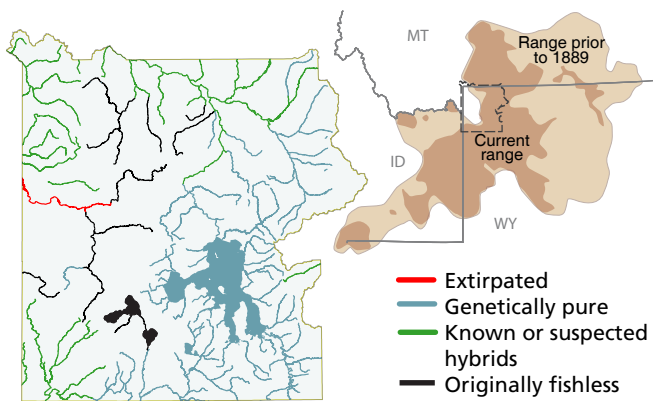 MT
Range prior
to 1889
Current
range
ID
WY
Extirpated
Genetically pure
Known or suspected
hybrids
Originally fishless